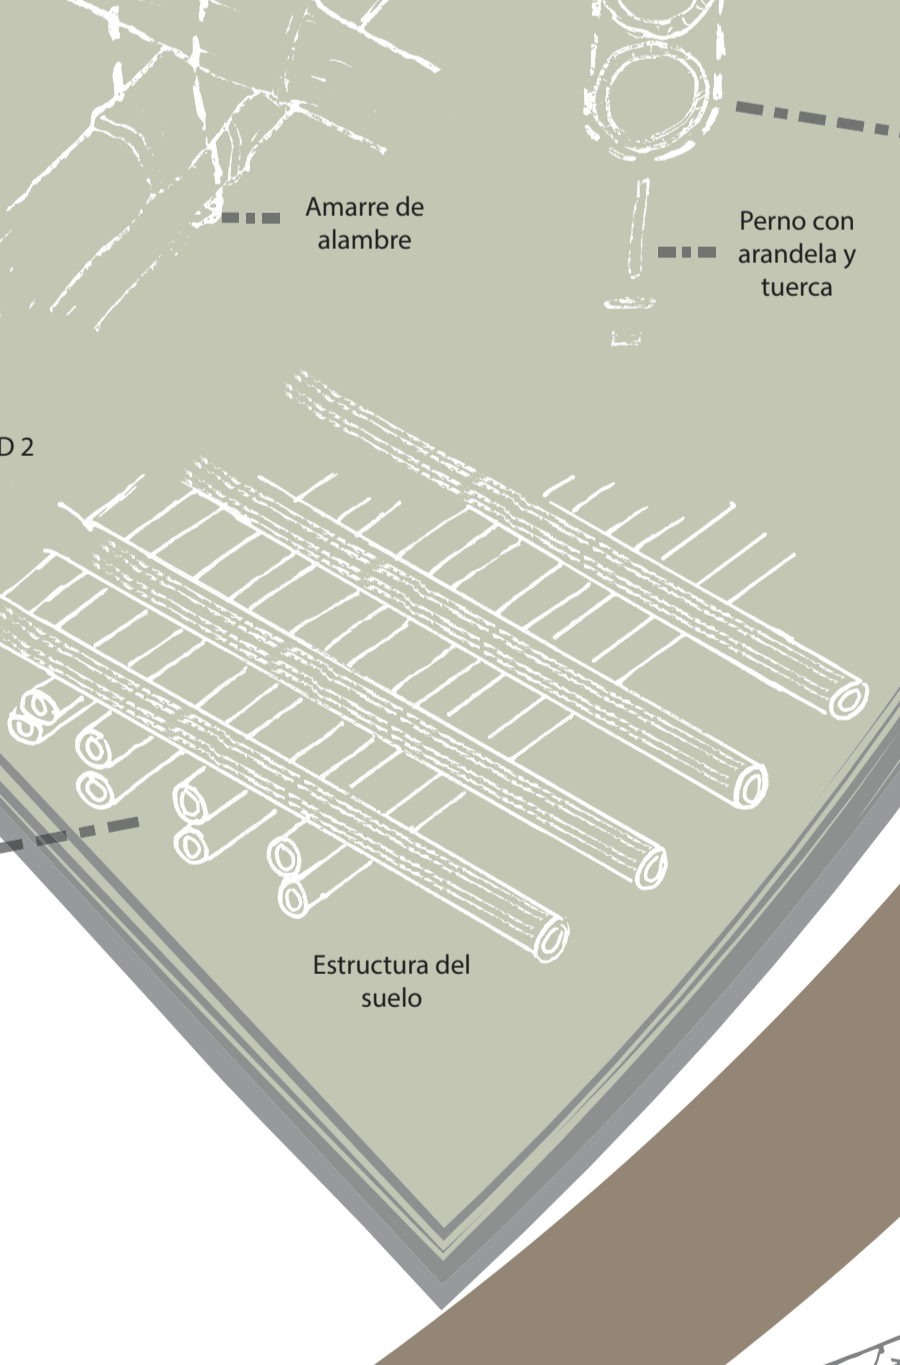 Amarre de
alambre
Perno con
arandela y
tuerca
D 2
Estructura del
suelo